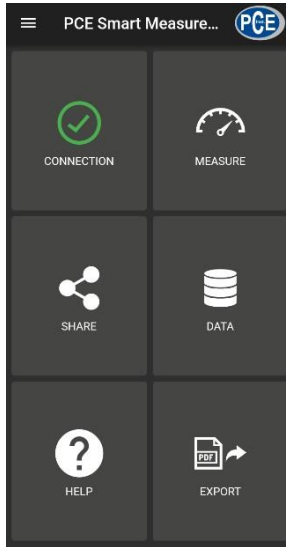 PCE Smart Measure... PCE
CONNECTION MEASURE
SHARE DATA
PDF
HELP EXPORT